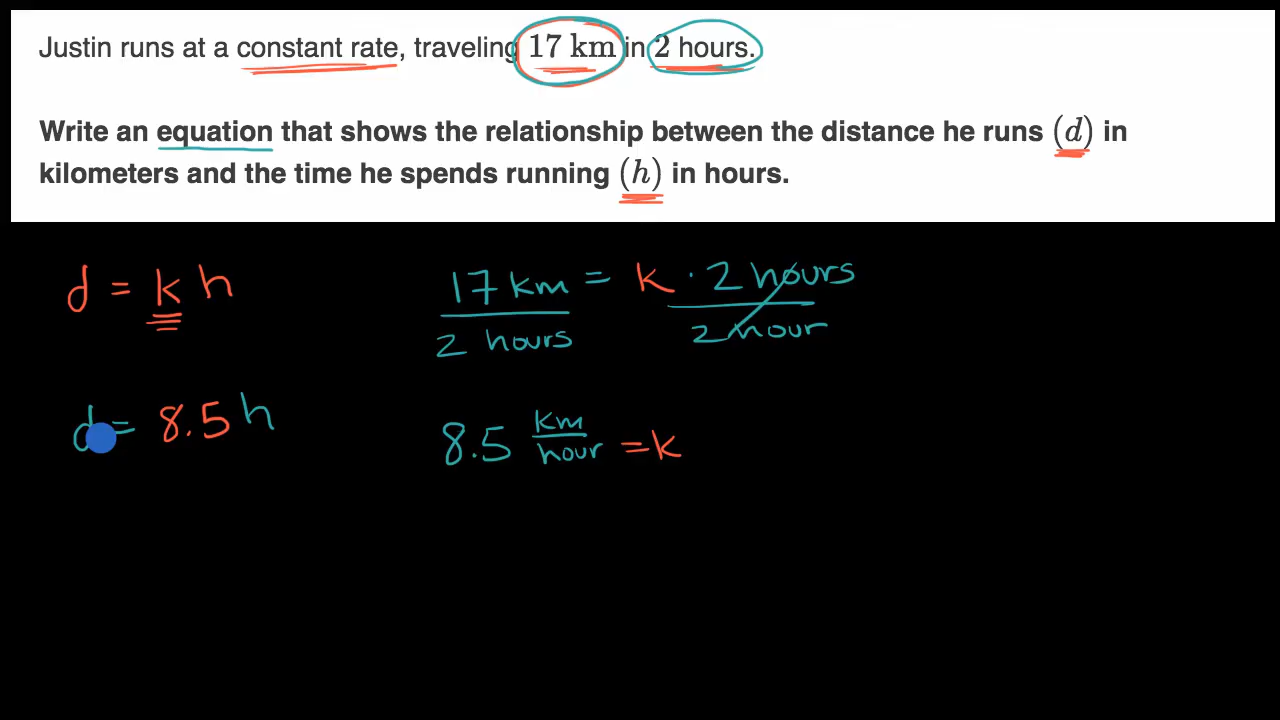 Justin runs at a constant rate, traveling 17 km in 2 hours.
Write an equation that shows the relationship between the distance he runs (d) in
kilometers and the time he spends running (h) in hours.
d = k h
17 km = k · 2 hours
2 hours 2 hour
d = 8.5 h
8.5 km/hour = k